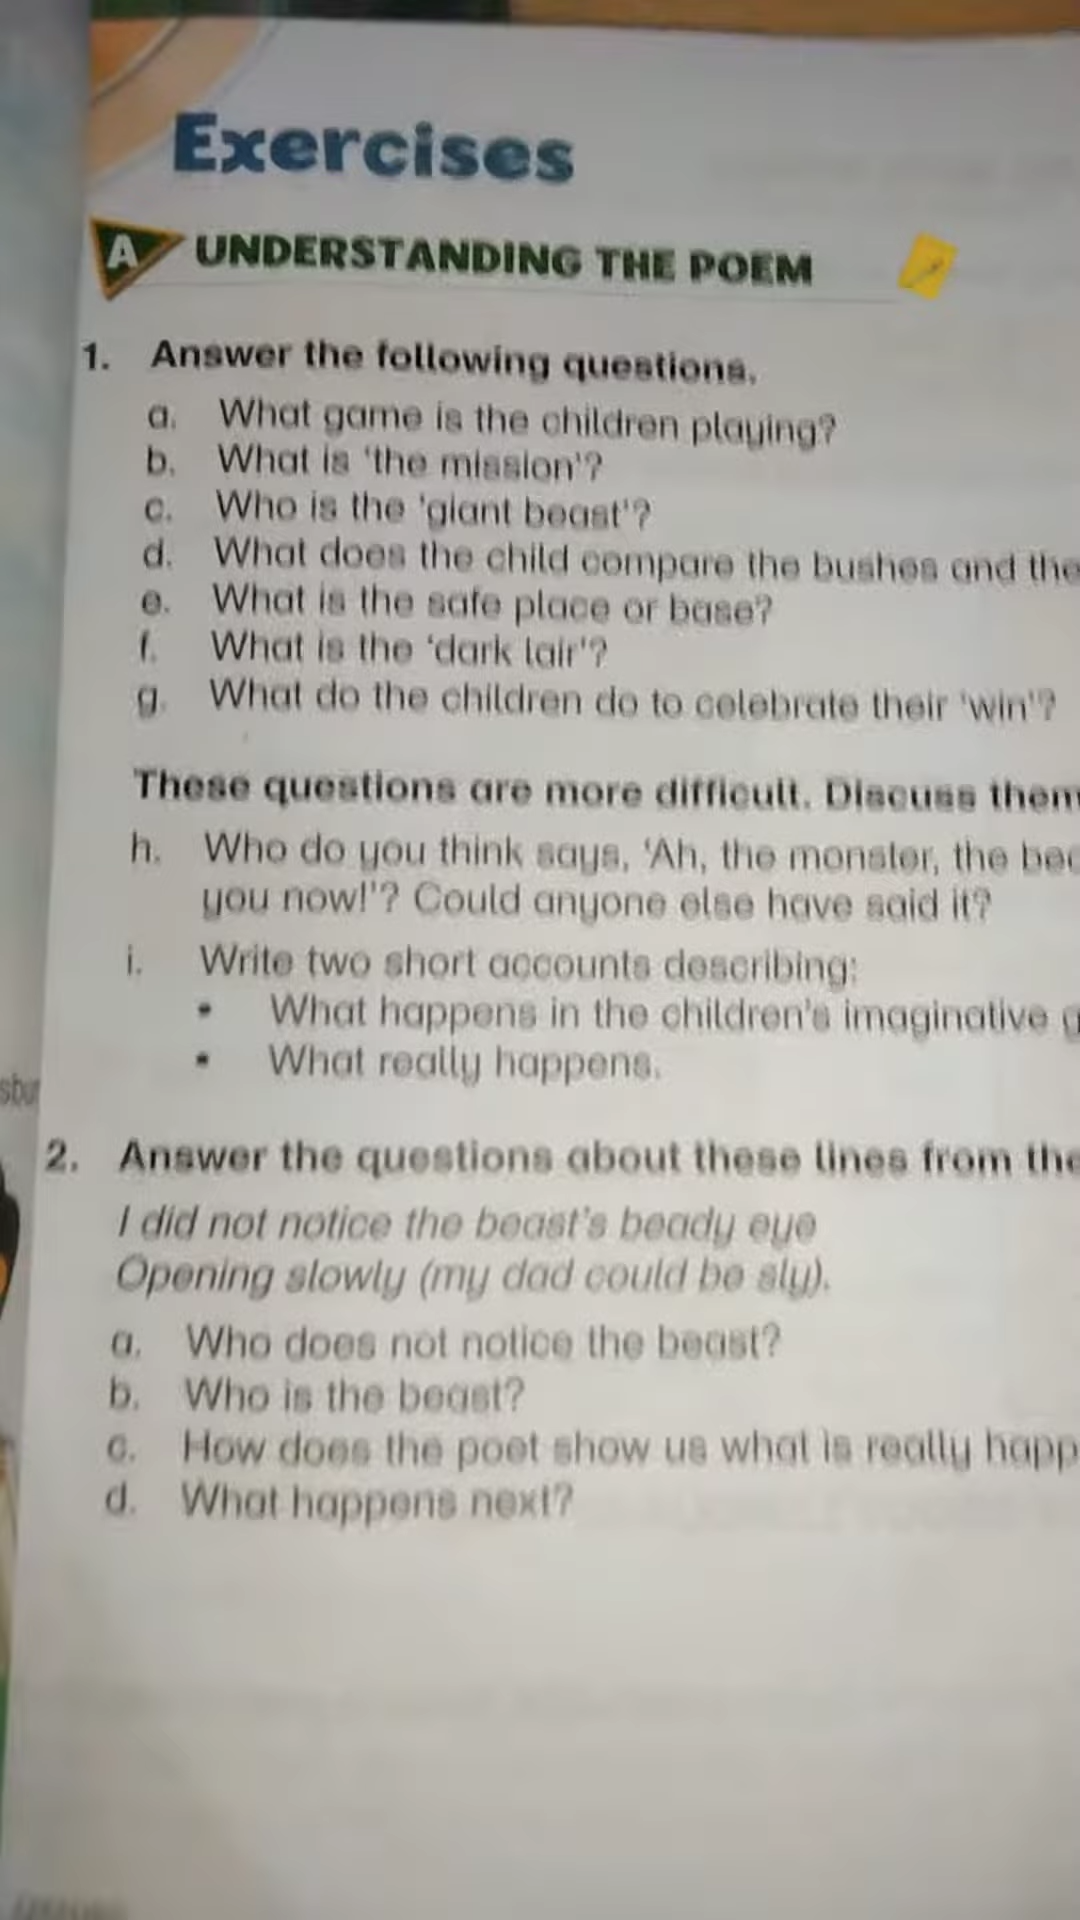 Exercises
A UNDERSTANDING THE POEM
1. Answer the following questions.
a. What game is the children playing?
b. What is 'the mission'?
c. Who is the 'giant beast'?
d. What does the child compare the bushes and the
e. What is the safe place or base?
f. What is the 'dark lair'?
g. What do the children do to celebrate their 'win'?
These questions are more difficult. Discuss them
h. Who do you think says, 'Ah, the monster, the
you now!'? Could anyone else have said it?
i. Write two short accounts describing:
• What happens in the children's imaginative
• What really happens.
2. Answer the questions about these lines from the
I did not notice the beast's beady eye
Opening slowly (my dad could be sly).
a. Who does not notice the beast?
b. Who is the beast?
c. How does the poet show us what is really
d. What happens next?